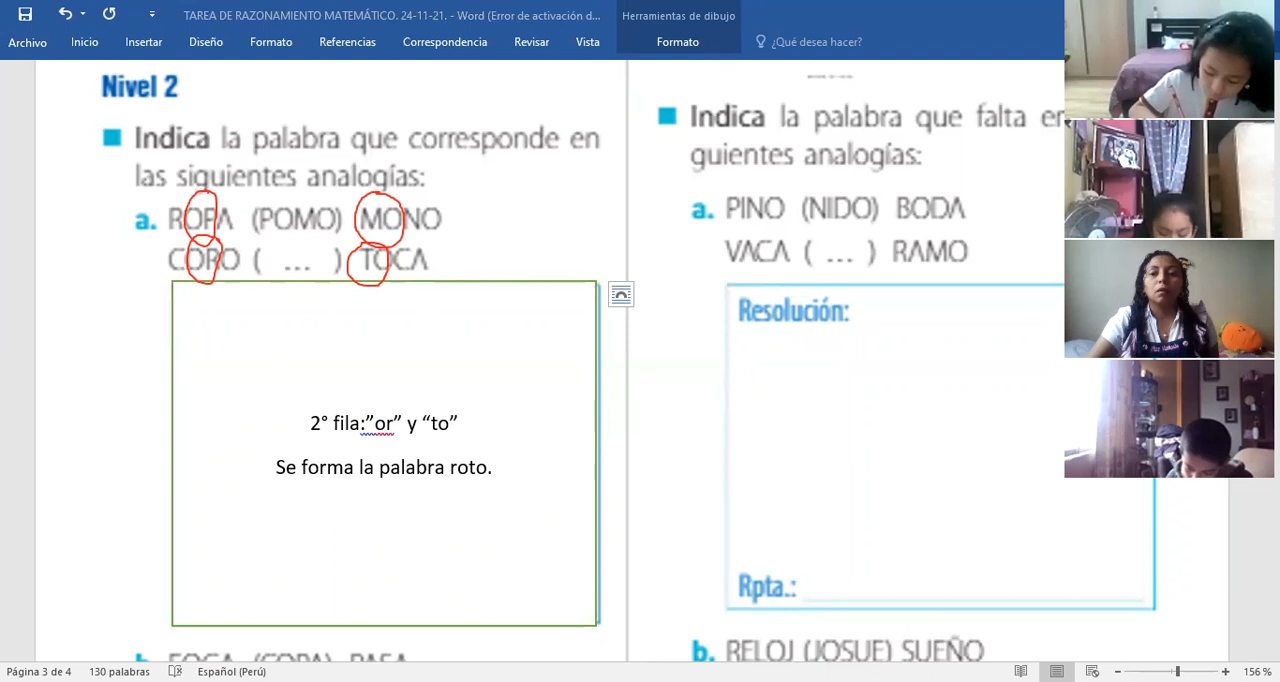 TAREA DE RAZONAMIENTO MATEMÁTICO. 24-11-21. - Word (Error de activación d...
Herramientas de dibujo
Archivo Inicio Insertar Diseño Formato Referencias Correspondencia Revisar Vista Formato ¿Qué desea hacer?
Nivel 2
Indica la palabra que corresponde en
las siguientes analogías:
a. ROPA (POMO) MONO
CORO ( ... ) TOCA
2° fila:”or” y “to”
Se forma la palabra roto.
Indica la palabra que falta en
guientes analogías:
a. PINO (NIDO) BODA
VACA ( ... ) RAMO
Resolución:
Rpta.:
b. RELOJ (JOSUE) SUEÑO
Página 3 de 4 130 palabras Español (Perú) 156 %